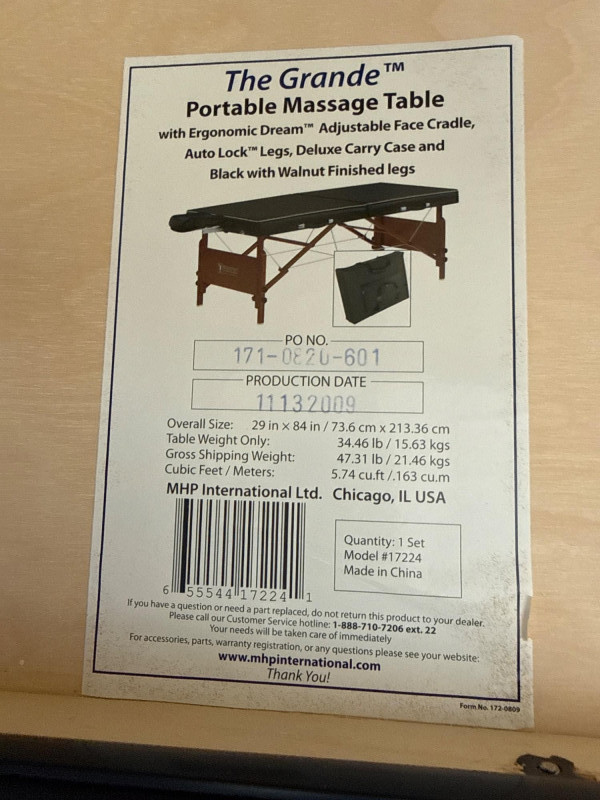 The Grande™
Portable Massage Table
with Ergonomic Dream™ Adjustable Face Cradle,
Auto Lock™ Legs, Deluxe Carry Case and
Black with Walnut Finished legs
PO NO.
171-0820-601
PRODUCTION DATE
11132009
Overall Size: 29 in × 84 in / 73.6 cm x 213.36 cm
Table Weight Only: 34.46 lb / 15.63 kgs
Gross Shipping Weight: 47.31 lb / 21.46 kgs
Cubic Feet / Meters: 5.74 cu.ft /.163 cu.m
MHP International Ltd. Chicago, IL USA
Quantity: 1 Set
Model #17224
Made in China
6 55544 17224 1
If you have a question or need a part replaced, do not return this product to your dealer.
Please call our Customer Service hotline: 1-888-710-7206 ext. 22
Your needs will be taken care of immediately
For accessories, parts, warranty registration, or any questions please see your website:
www.mhpinternational.com
Thank You!
Form No. 172-0809